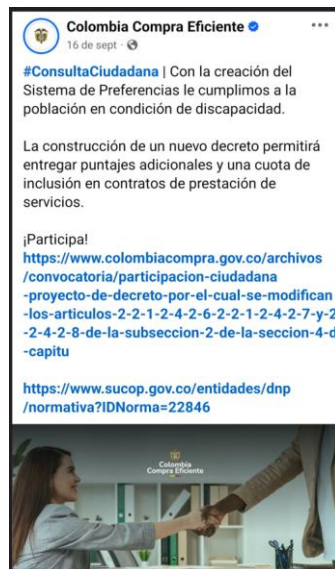 Colombia Compra Eficiente
16 de sept ·
#ConsultaCiudadana | Con la creación del
Sistema de Preferencias le cumplimos a la
población en condición de discapacidad.
La construcción de un nuevo decreto permitirá
entregar puntajes adicionales y una cuota de
inclusión en contratos de prestación de
servicios.
¡Participa!
https://www.colombiacompra.gov.co/archivos
/convocatoria/participacion-ciudadana
-proyecto-de-decreto-por-el-cual-se-modifican
-los-articulos-2-2-1-2-4-2-6-2-2-1-2-4-2-7-y-2
-2-4-2-8-de-la-subseccion-2-de-la-seccion-4-d
-capitu
https://www.sucop.gov.co/entidades/dnp
/normativa?IDNorma=22846
Colombia
Compra Eficiente